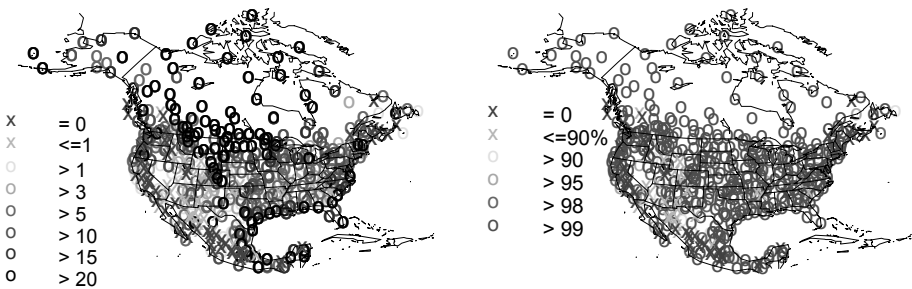 x = 0
x <=1
o > 1
o > 3
o > 5
o > 10
o > 15
o > 20
x = 0
x <=90%
o > 90
o > 95
o > 98
o > 99